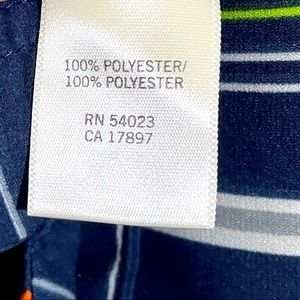 100% POLYESTER/
100% POLYESTER
RN 54023
CA 17897